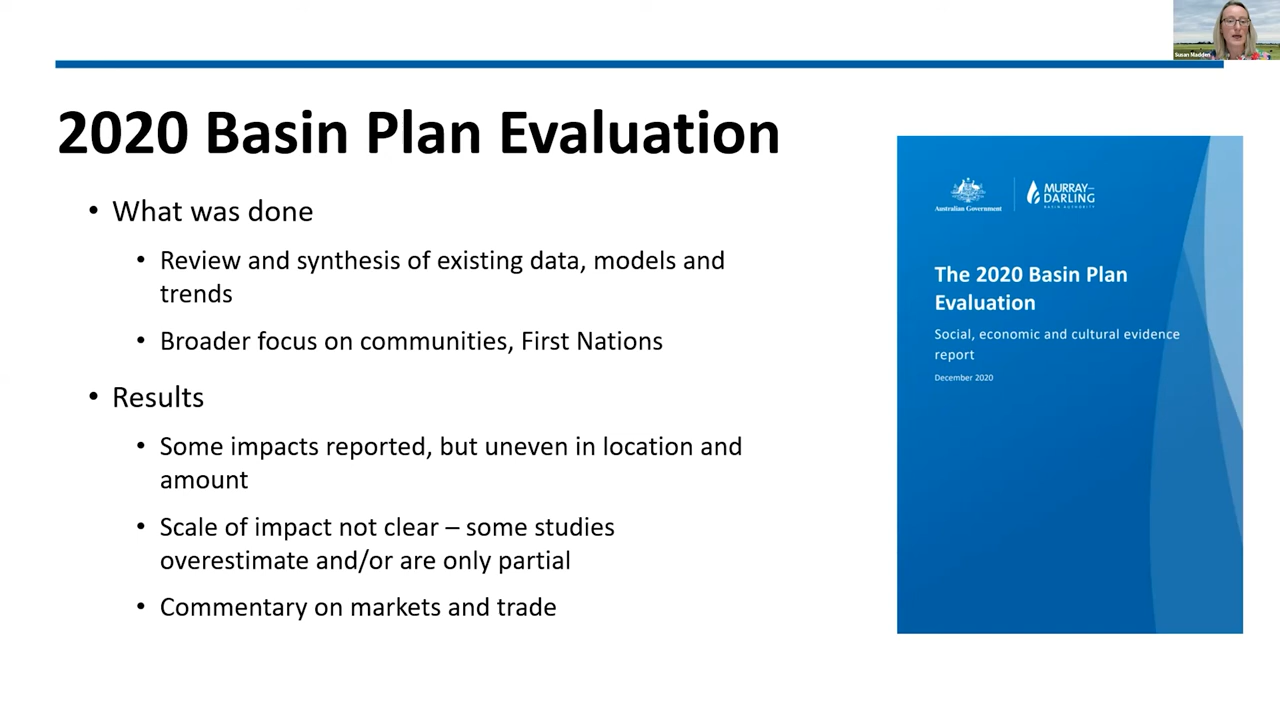 Susan Madden
2020 Basin Plan Evaluation
• What was done
• Review and synthesis of existing data, models and
trends
• Broader focus on communities, First Nations
• Results
• Some impacts reported, but uneven in location and
amount
• Scale of impact not clear – some studies
overestimate and/or are only partial
• Commentary on markets and trade
Australian Government
MURRAY–
DARLING
BASIN AUTHORITY
The 2020 Basin Plan
Evaluation
Social, economic and cultural evidence
report
December 2020